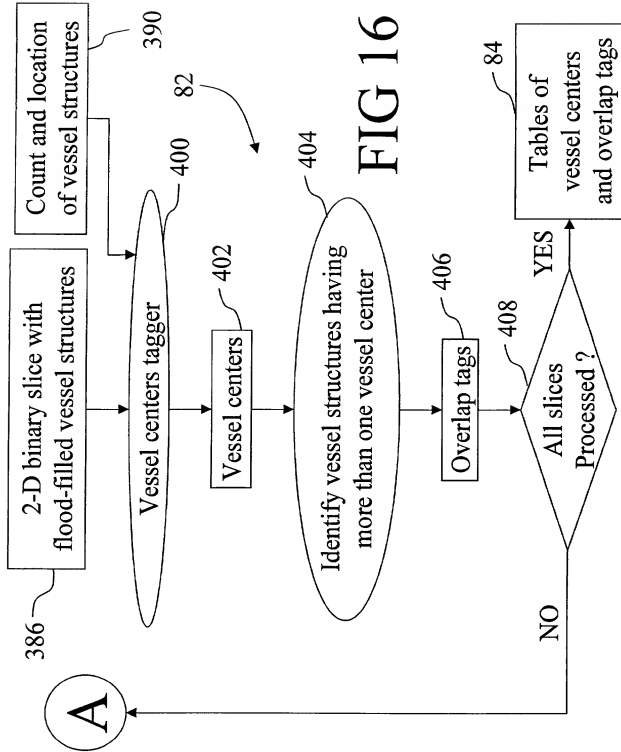 A
386
2-D binary slice with
flood-filled vessel structures
Count and location
of vessel structures
390
Vessel centers tagger
400
82
Vessel centers
402
Identify vessel structures having
more than one vessel center
404
Overlap tags
406
All slices
Processed ?
408
NO
YES
Tables of
vessel centers
and overlap tags
84
FIG 16